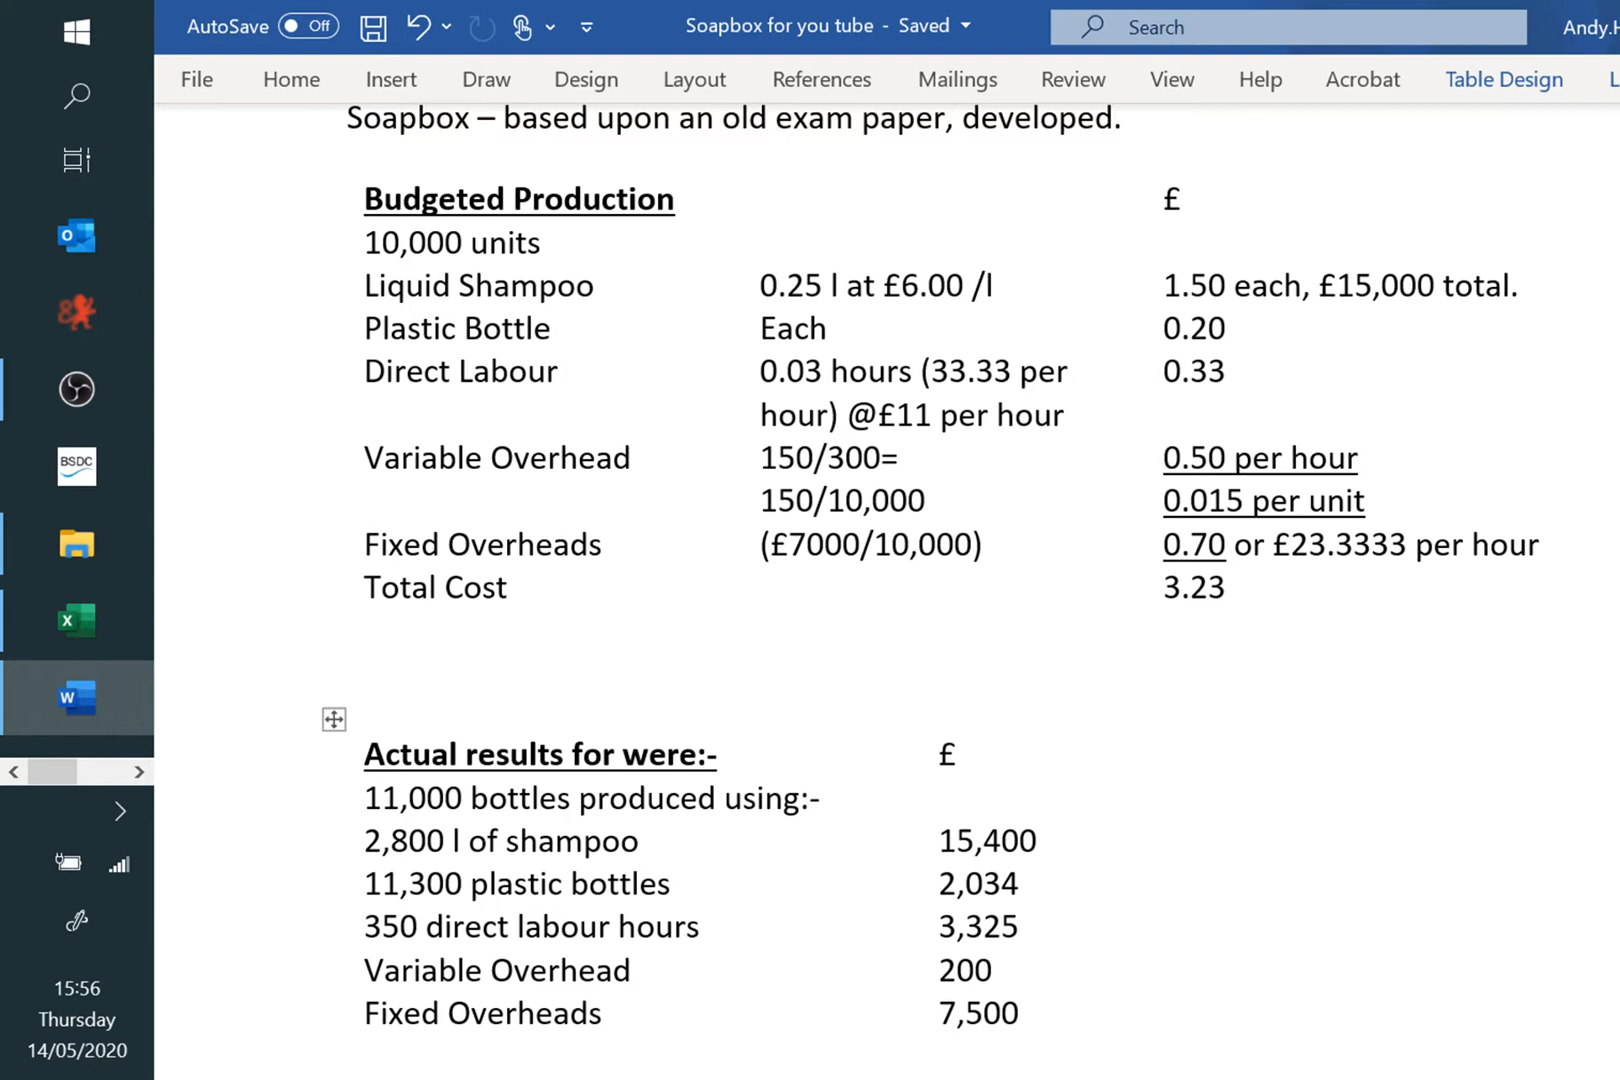 AutoSave Off Soapbox for you tube - Saved Search Andy.H
File Home Insert Draw Design Layout References Mailings Review View Help Acrobat Table Design L
Soapbox – based upon an old exam paper, developed.
Budgeted Production £
10,000 units
Liquid Shampoo 0.25 l at £6.00 /l 1.50 each, £15,000 total.
Plastic Bottle Each 0.20
Direct Labour 0.03 hours (33.33 per 0.33
hour) @£11 per hour
Variable Overhead 150/300= 0.50 per hour
150/10,000 0.015 per unit
Fixed Overheads (£7000/10,000) 0.70 or £23.3333 per hour
Total Cost 3.23
Actual results for were:- £
11,000 bottles produced using:-
2,800 l of shampoo 15,400
11,300 plastic bottles 2,034
350 direct labour hours 3,325
Variable Overhead 200
Fixed Overheads 7,500
BSDC
15:56
Thursday
14/05/2020